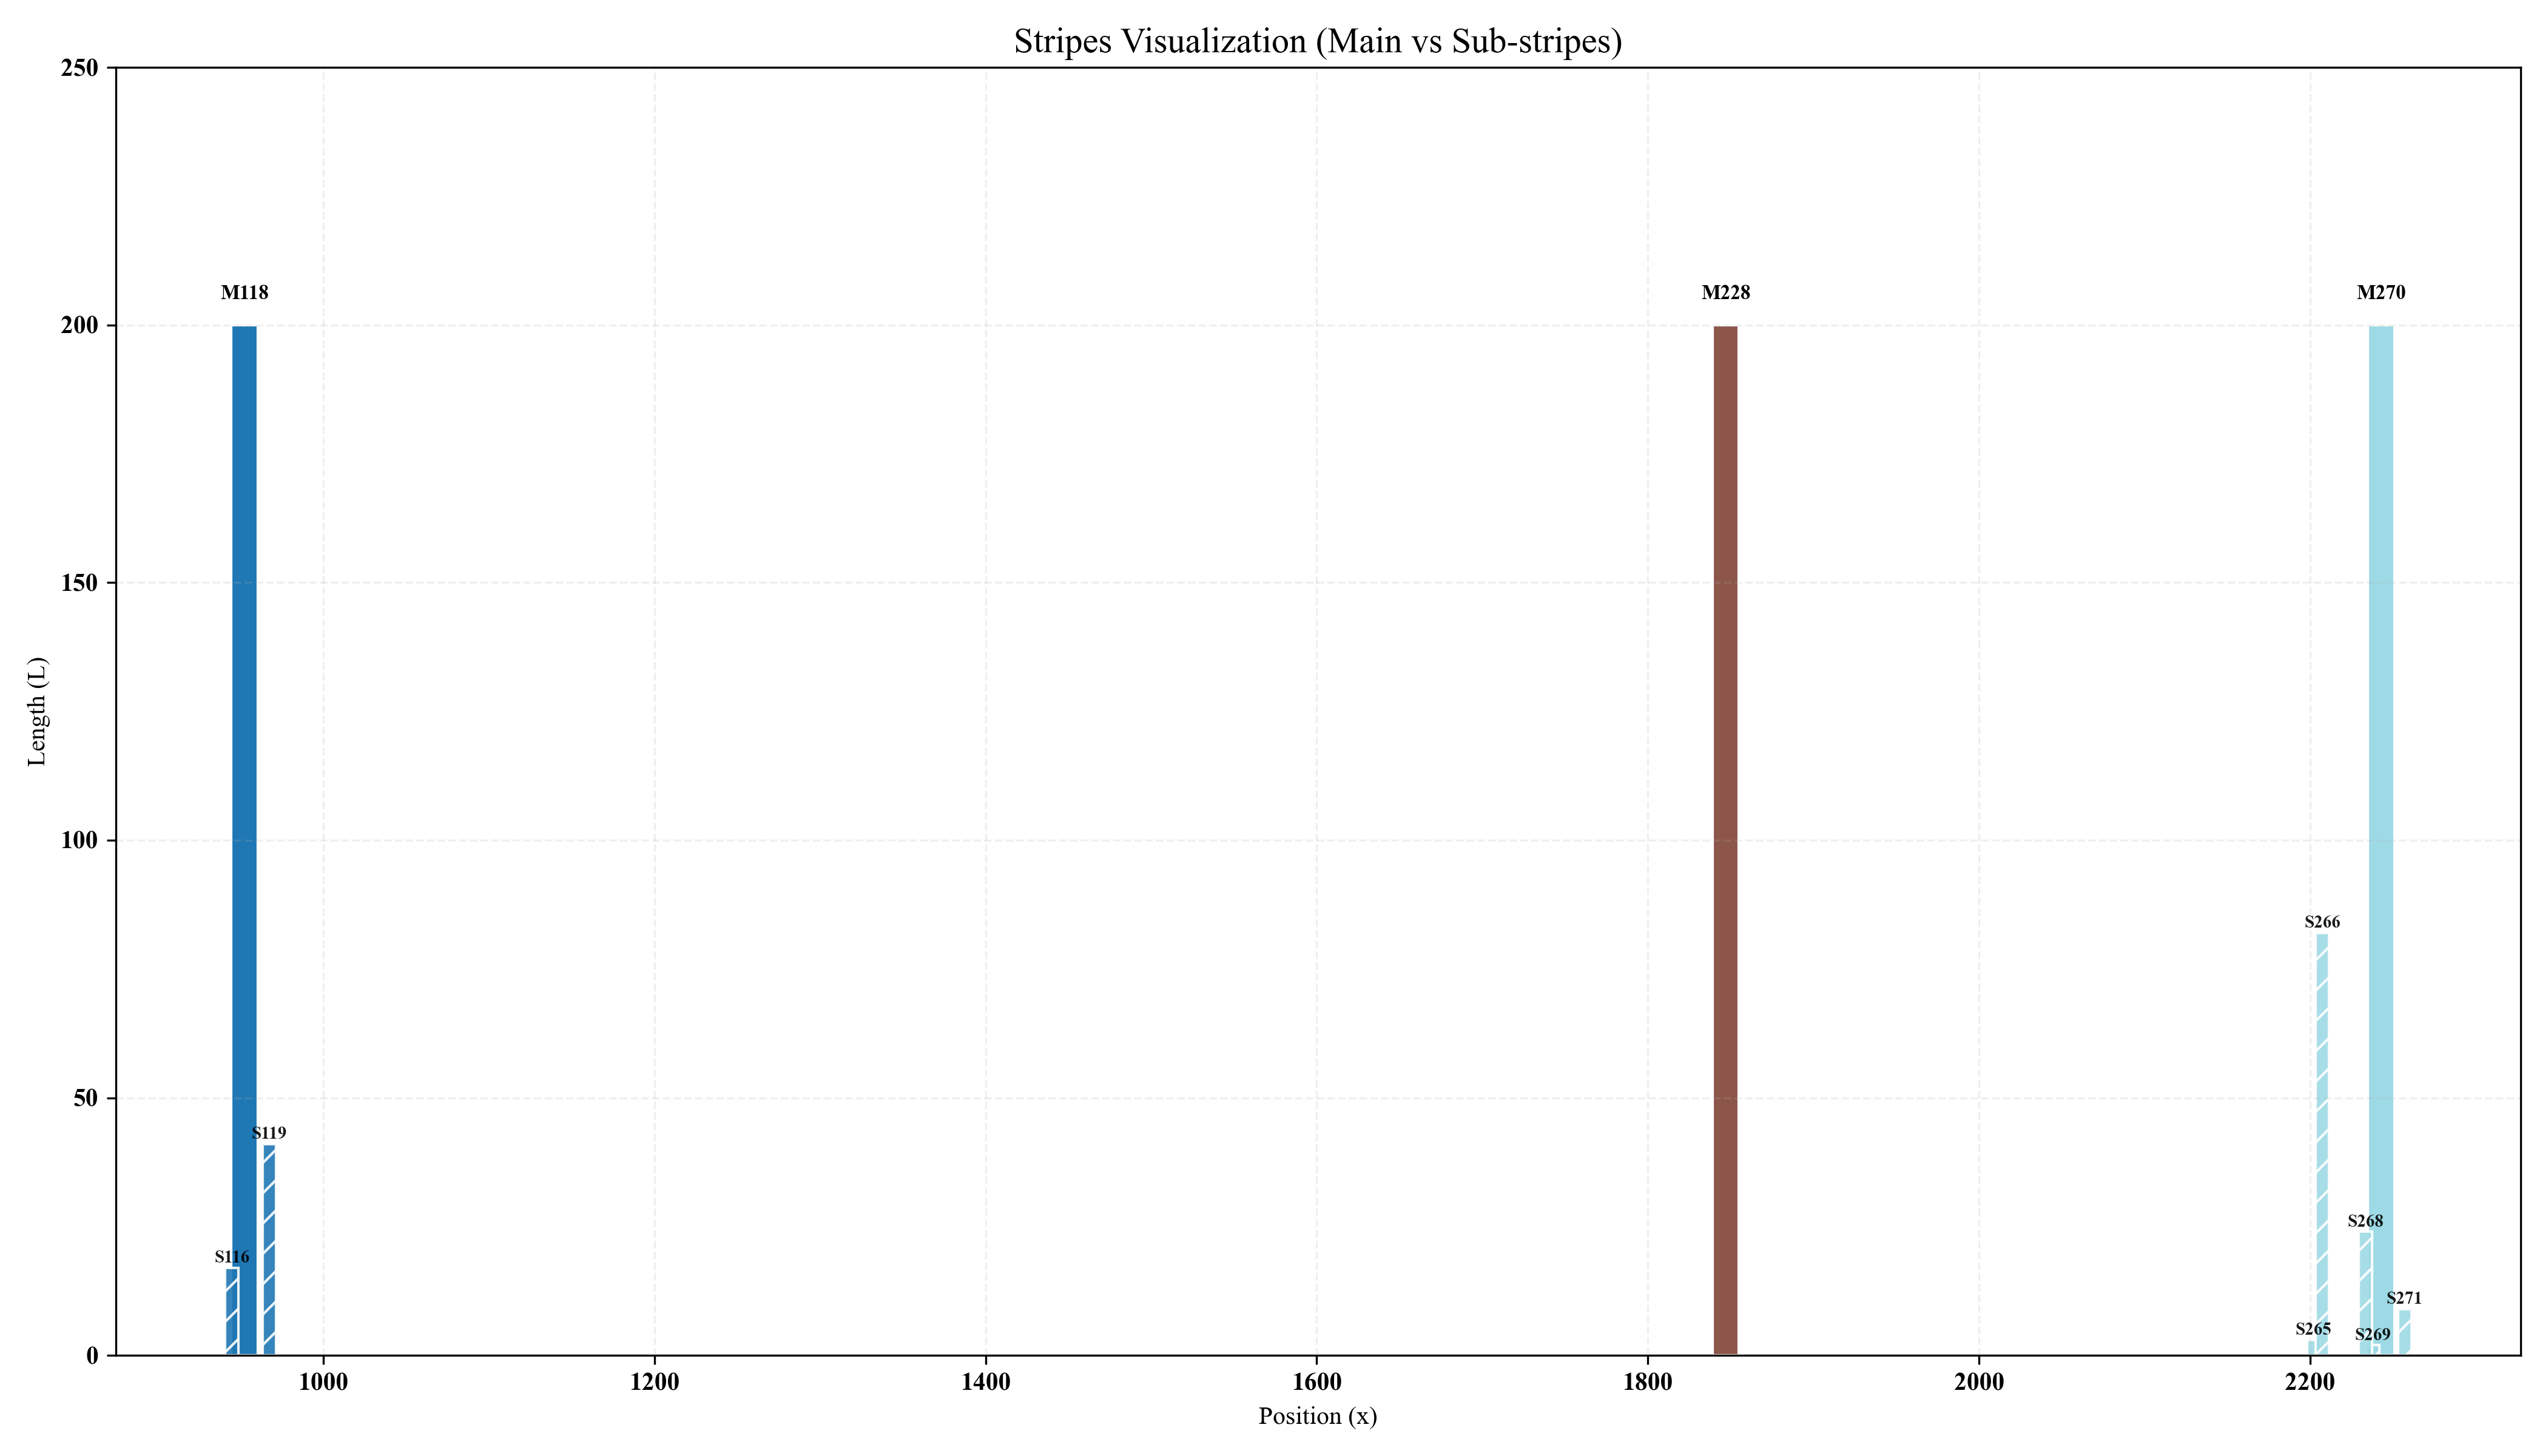 Stripes Visualization (Main vs Sub-stripes)
250
M118
M228
M270
200
150
Length (L)
100
S266
50
S119
S268
S116
S271
S265
S269
0
1000
1200
1400
1600
1800
2000
2200
Position (x)